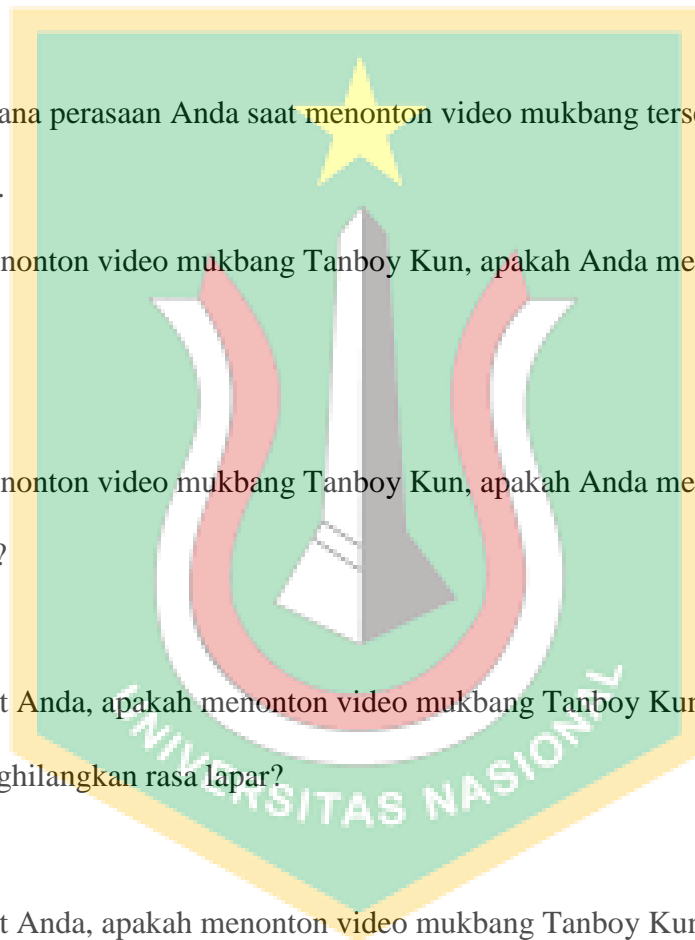 ana perasaan Anda saat menonton video mukbang terse
.
nonton video mukbang Tanboy Kun, apakah Anda me
nonton video mukbang Tanboy Kun, apakah Anda me
?
t Anda, apakah menonton video mukbang Tanboy Kun
ghilangkan rasa lapar?
UNIVERSITAS NASIONAL
t Anda, apakah menonton video mukbang Tanboy Kun